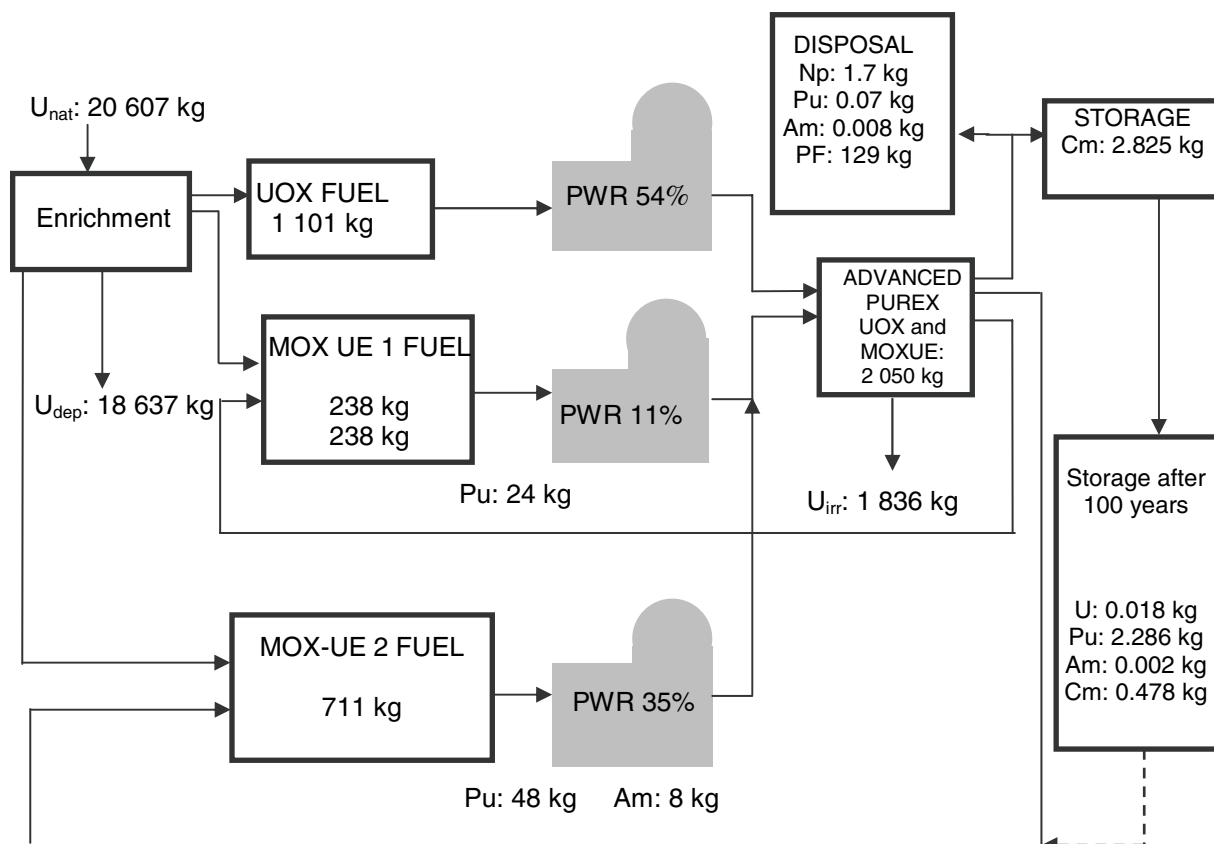 U_nat: 20 607 kg
Enrichment
U_dep: 18 637 kg
UOX FUEL
1 101 kg
PWR 54%
MOX UE 1 FUEL
238 kg
238 kg
PWR 11%
Pu: 24 kg
MOX-UE 2 FUEL
711 kg
PWR 35%
Pu: 48 kg
Am: 8 kg
DISPOSAL
Np: 1.7 kg
Pu: 0.07 kg
Am: 0.008 kg
PF: 129 kg
STORAGE
Cm: 2.825 kg
ADVANCED
PUREX
UOX and
MOXUE:
2 050 kg
U_irr: 1 836 kg
Storage after
100 years
U: 0.018 kg
Pu: 2.286 kg
Am: 0.002 kg
Cm: 0.478 kg